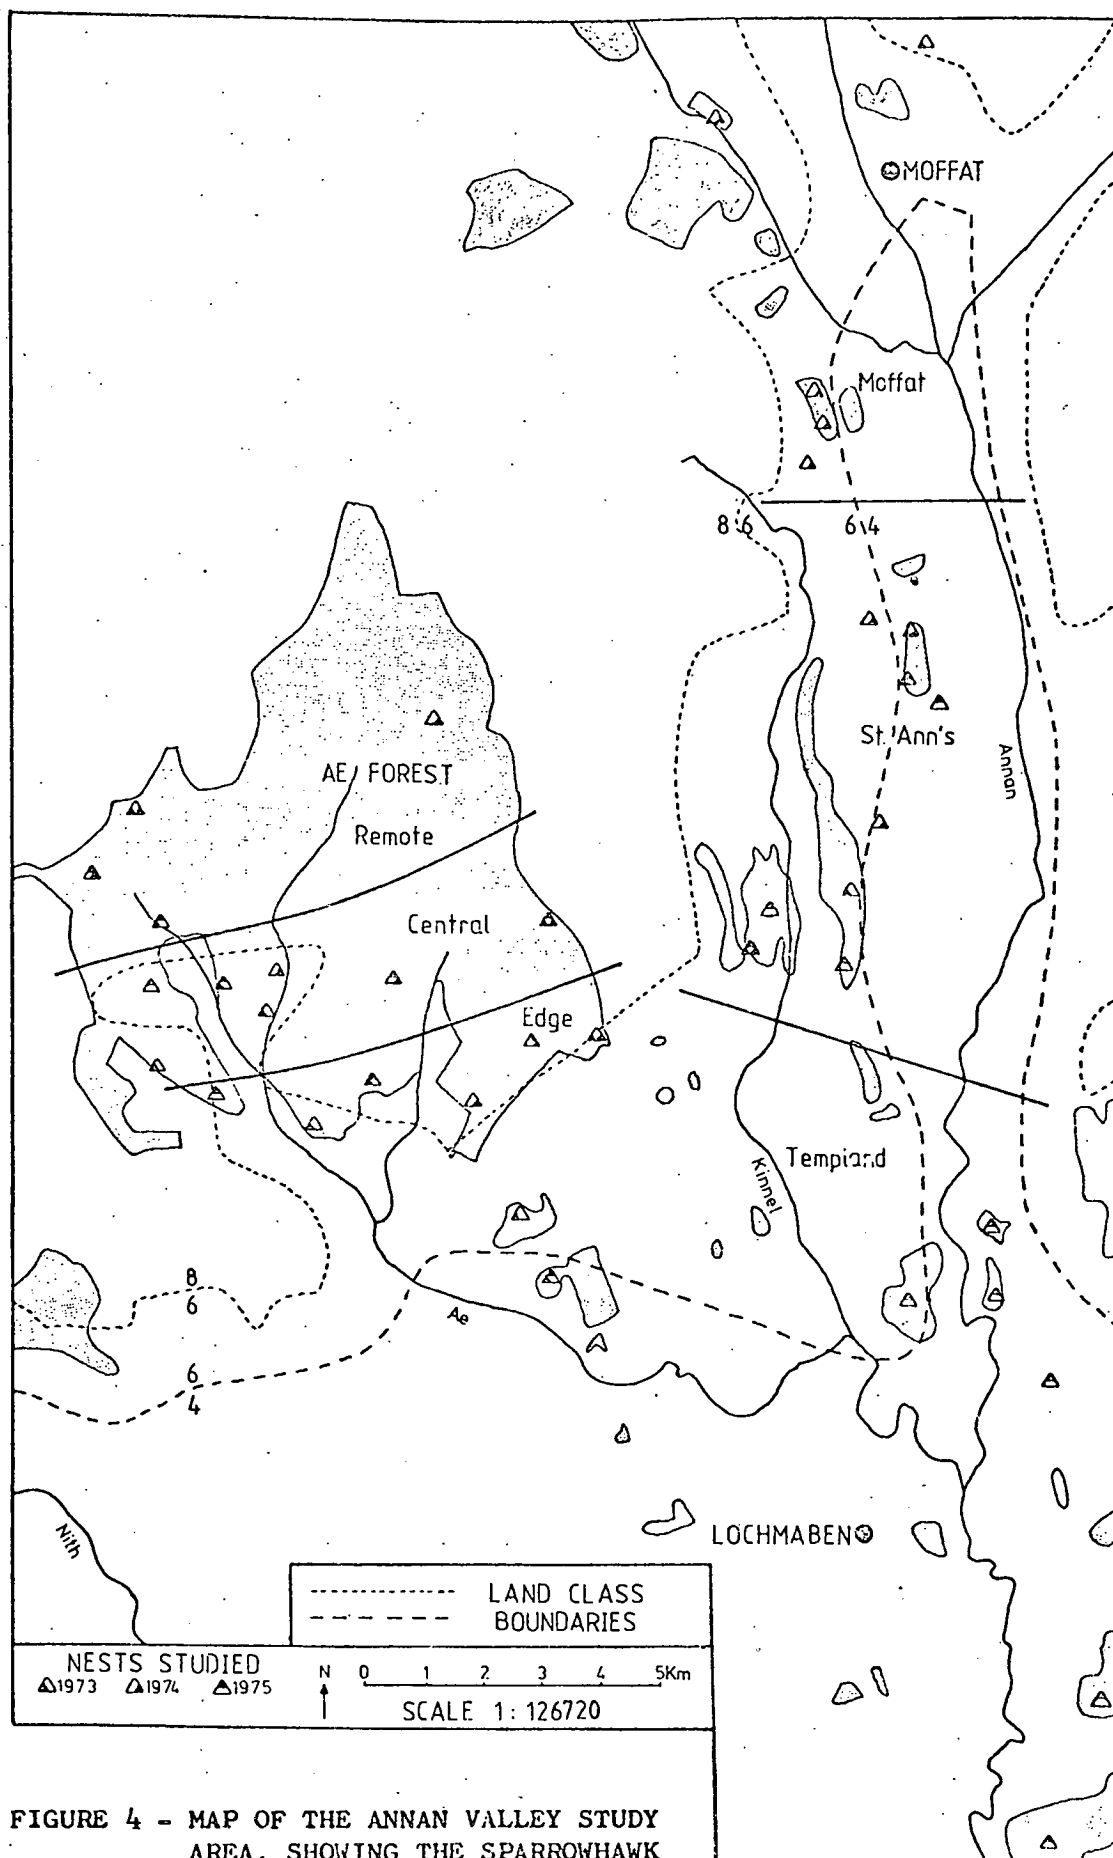 MOFFAT
Moffat
8 6
6 4
St. Ann's
Annan
AE FOREST
Remote
Central
Edge
Templand
Kinnel
8
6
Ae
6
4
LOCHMABEN
Nith
LAND CLASS
BOUNDARIES
NESTS STUDIED
1973 1974 1975
N
0 1 2 3 4 5Km
SCALE 1:126720
FIGURE 4 - MAP OF THE ANNAN VALLEY STUDY
AREA, SHOWING THE SPARROWHAWK